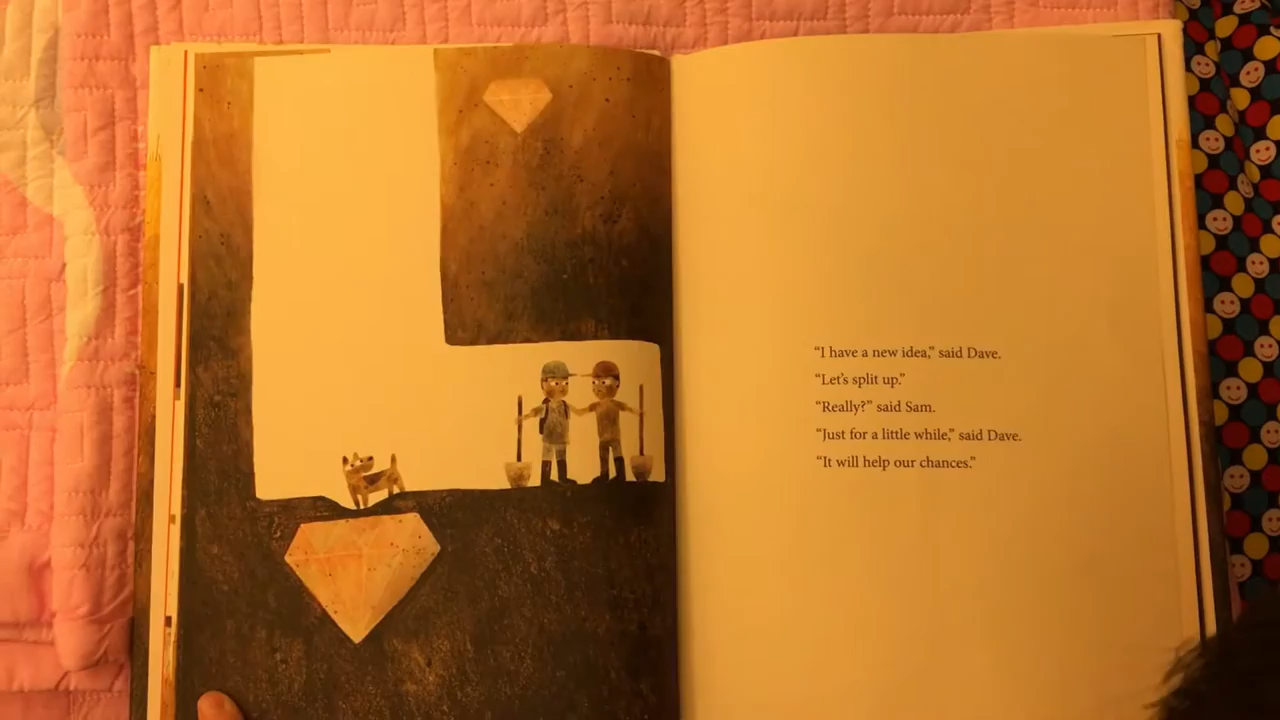 “I have a new idea,” said Dave.
“Let’s split up.”
“Really?” said Sam.
“Just for a little while,” said Dave.
“It will help our chances.”